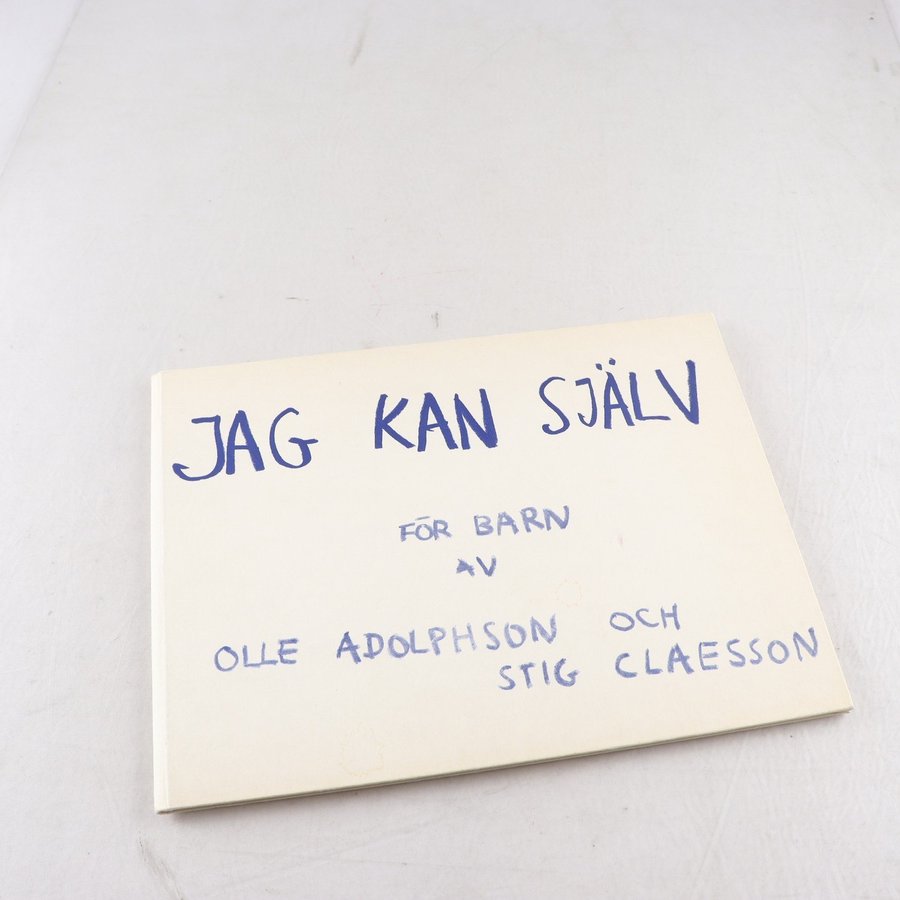 JAG KAN SJÄLV
FÖR BARN
AV
OLLE ADOLPHSON OCH
STIG CLAESSON